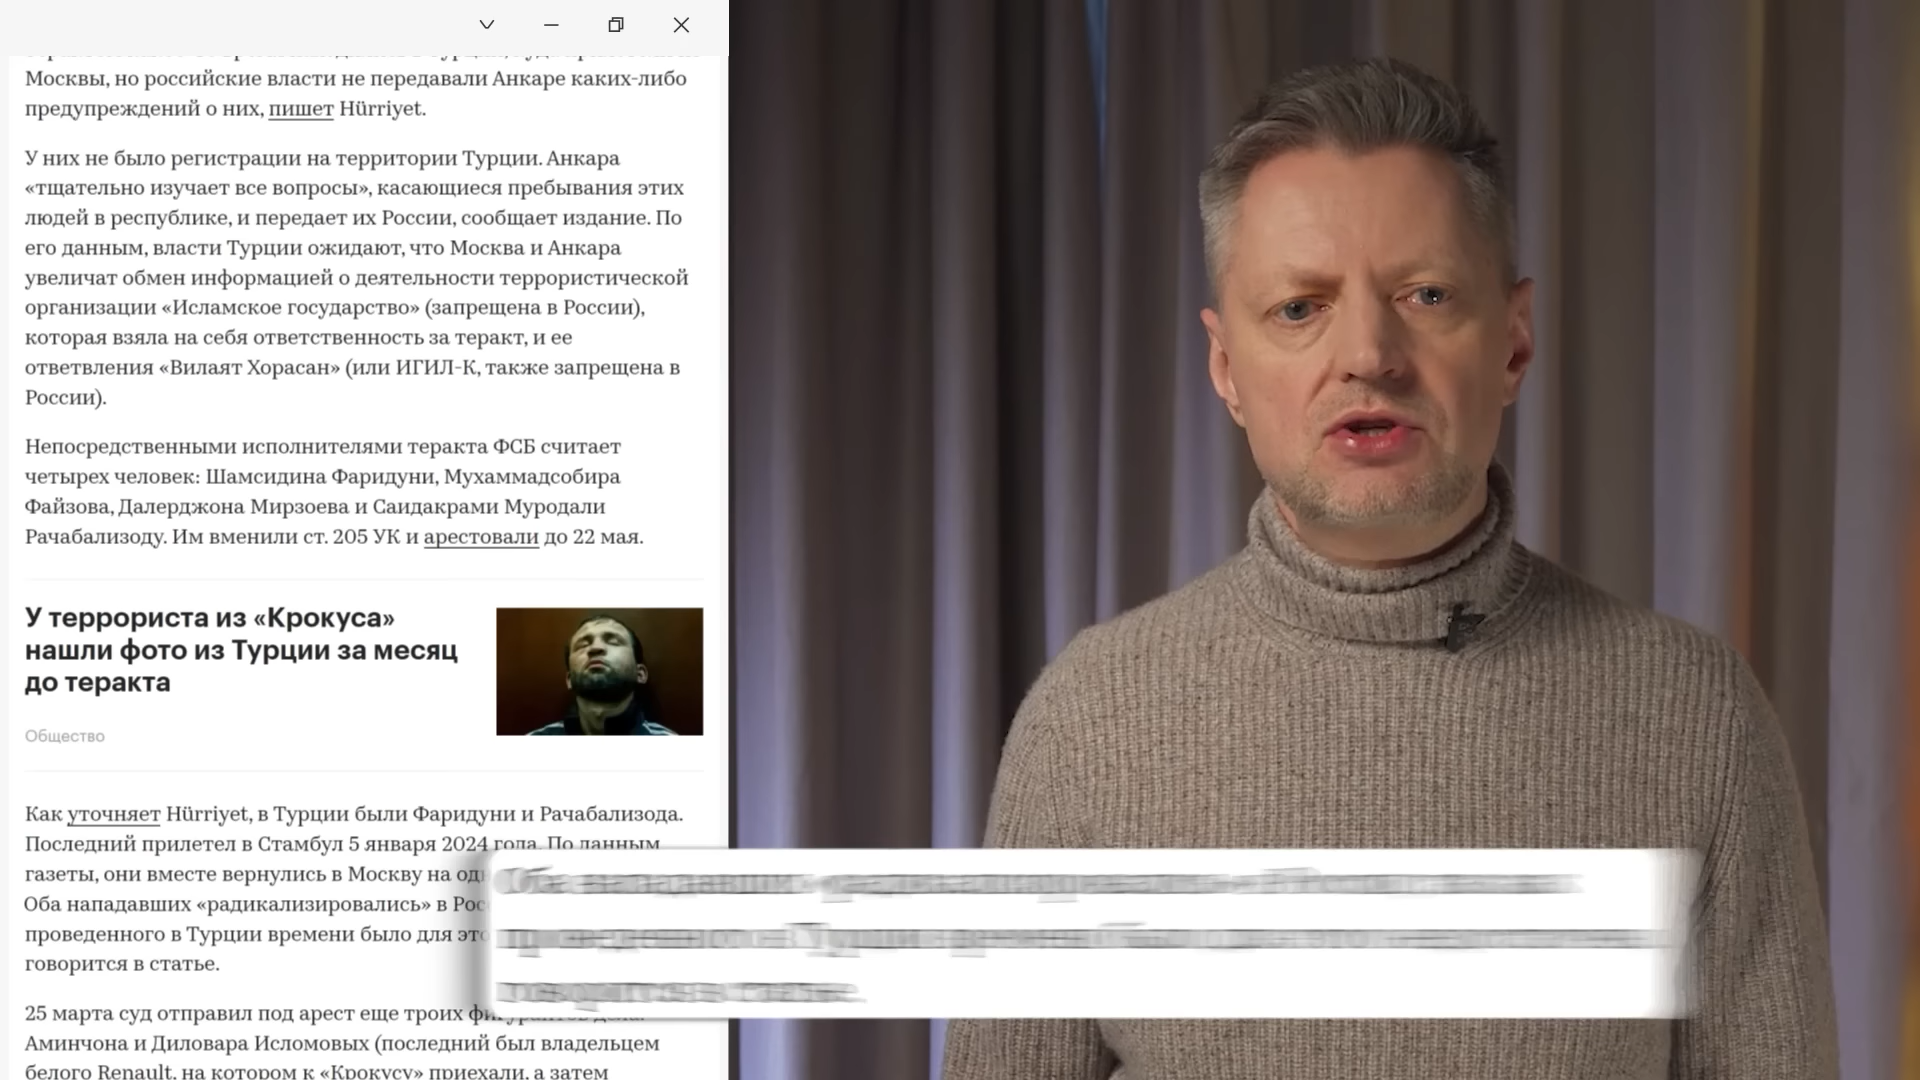 Москвы, но российские власти не передавали Анкаре каких-либо
предупреждений о них, пишет Hürriyet.
У них не было регистрации на территории Турции. Анкара
«тщательно изучает все вопросы», касающиеся пребывания этих
людей в республике, и передает их России, сообщает издание. По
его данным, власти Турции ожидают, что Москва и Анкара
увеличат обмен информацией о деятельности террористической
организации «Исламское государство» (запрещена в России),
которая взяла на себя ответственность за теракт, и ее
ответвления «Вилаят Хорасан» (или ИГИЛ-К, также запрещена в
России).
Непосредственными исполнителями теракта ФСБ считает
четырех человек: Шамсидина Фаридуни, Мухаммадсобира
Файзова, Далерджона Мирзоева и Саидакрами Муродали
Рачабализоду. Им вменили ст. 205 УК и арестовали до 22 мая.
У террориста из «Крокуса»
нашли фото из Турции за месяц
до теракта
Общество
Как уточняет Hürriyet, в Турции были Фаридуни и Рачабализода.
Последний прилетел в Стамбул 5 января 2024 года. По данным
газеты, они вместе вернулись в Москву на
Оба нападавших «радикализировались» в
проведенного в Турции времени было для
говорится в статье.
25 марта суд отправил под арест еще троих
Аминчона и Диловара Исломовых (последний был владельцем
белого Renault, на котором к «Крокусу» приехали, а затем